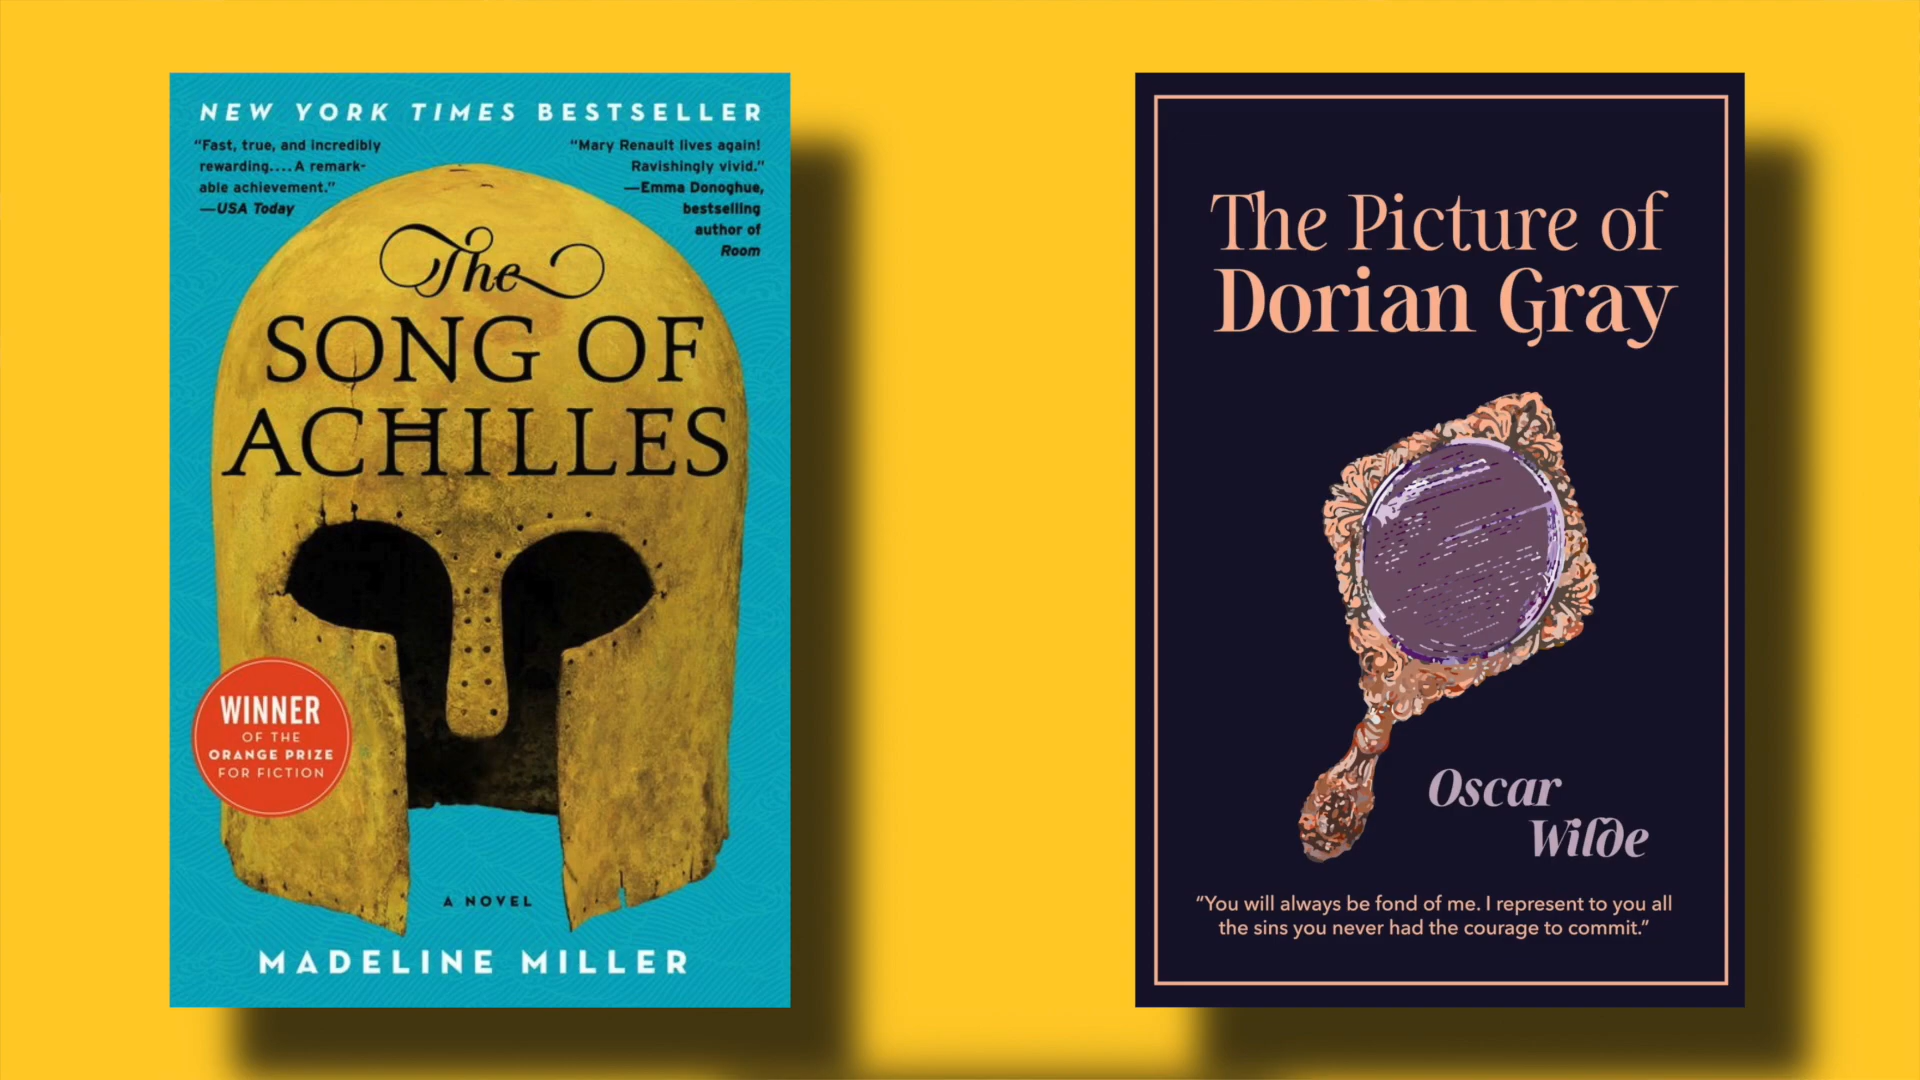 NEW YORK TIMES BESTSELLER
"Fast, true, and incredibly
rewarding.... A remark-
able achievement."
—USA Today
"Mary Renault lives again!
Ravishingly vivid."
—Emma Donoghue,
bestselling
author of
Room
The
SONG OF
ACHILLES
WINNER
OF THE
ORANGE PRIZE
FOR FICTION
A NOVEL
MADELINE MILLER
The Picture of
Dorian Gray
Oscar
Wilde
"You will always be fond of me. I represent to you all
the sins you never had the courage to commit."